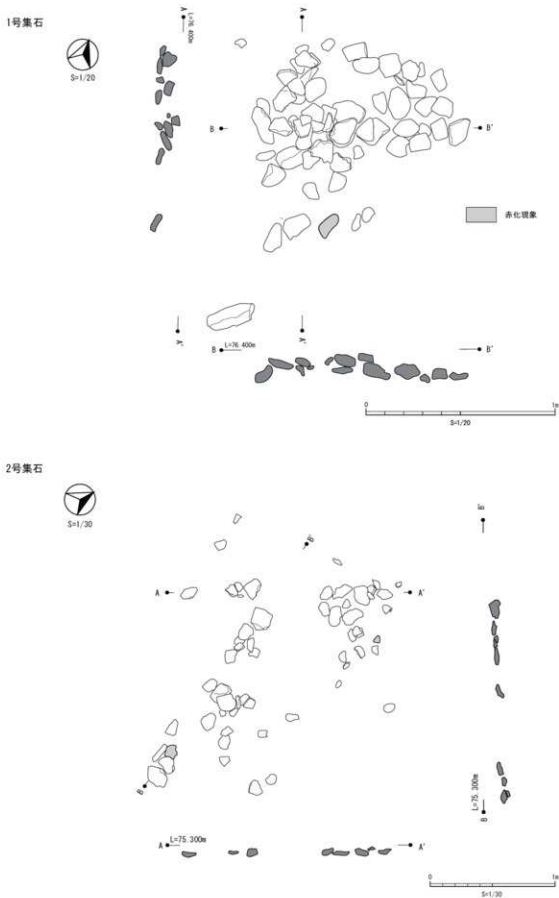 1号集石
S=1/20
A
L=76.400m
A
B
B'
赤化現象
A'
A'
B
L=76.400m
B'
0
1m
S=1/20
2号集石
S=1/30
B'
B'
A
A'
B
L=75.300m
B
A
L=75.300m
A'
0
1m
S=1/30